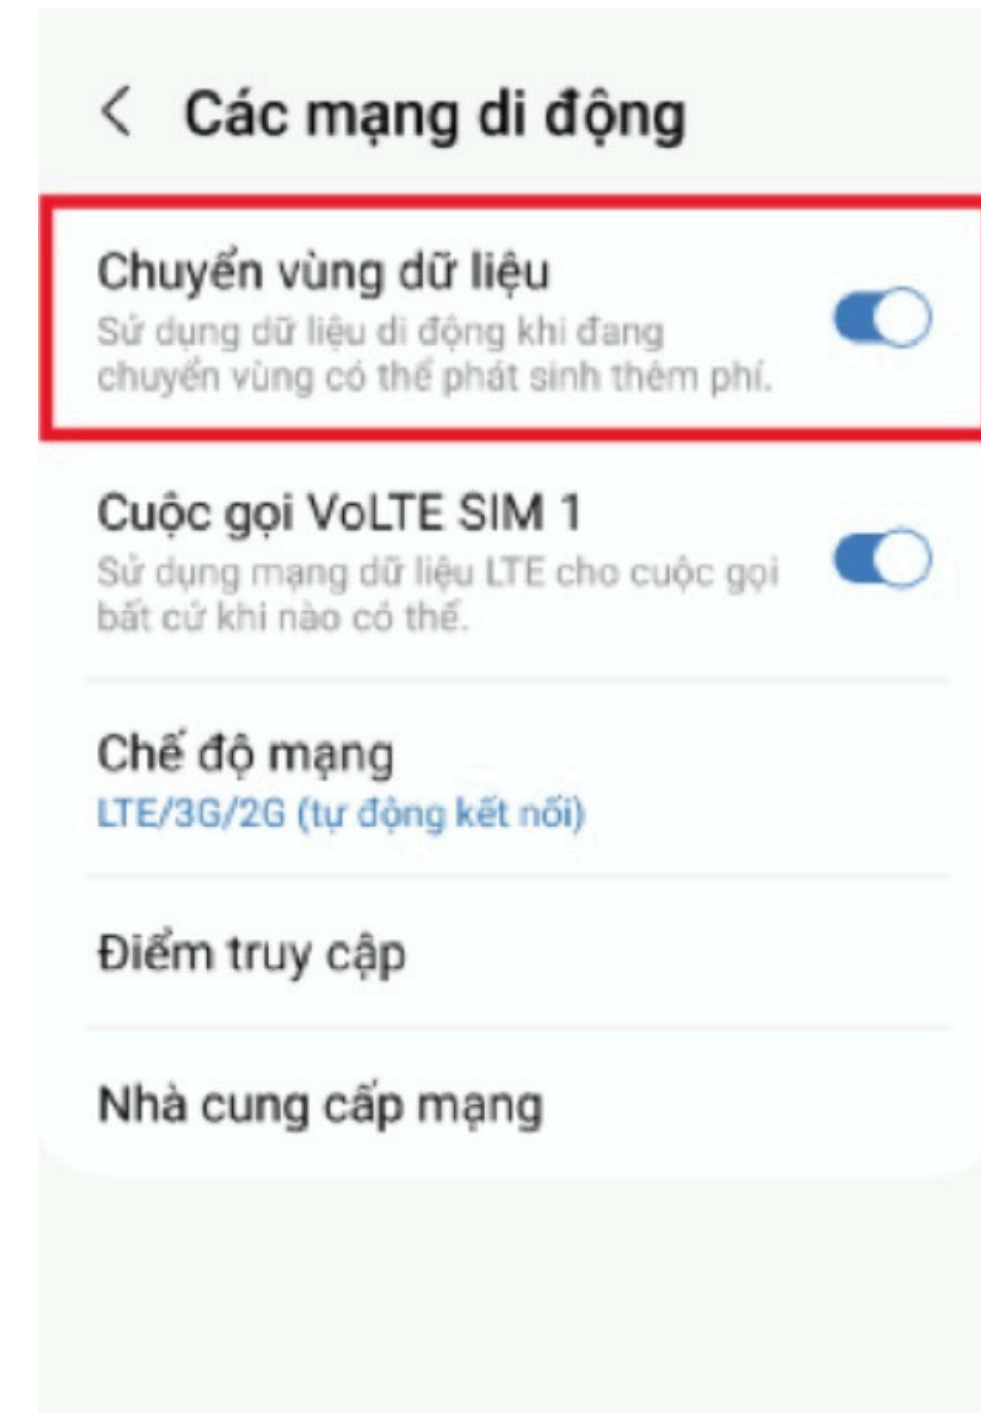 Các mạng di động
Chuyển vùng dữ liệu
Sử dụng dữ liệu di động khi đang
chuyển vùng có thể phát sinh thêm phí.
Cuộc gọi VoLTE SIM 1
Sử dụng mạng dữ liệu LTE cho cuộc gọi
bất cứ khi nào có thể.
Chế độ mạng
LTE/3G/2G (tự động kết nối)
Điểm truy cập
Nhà cung cấp mạng